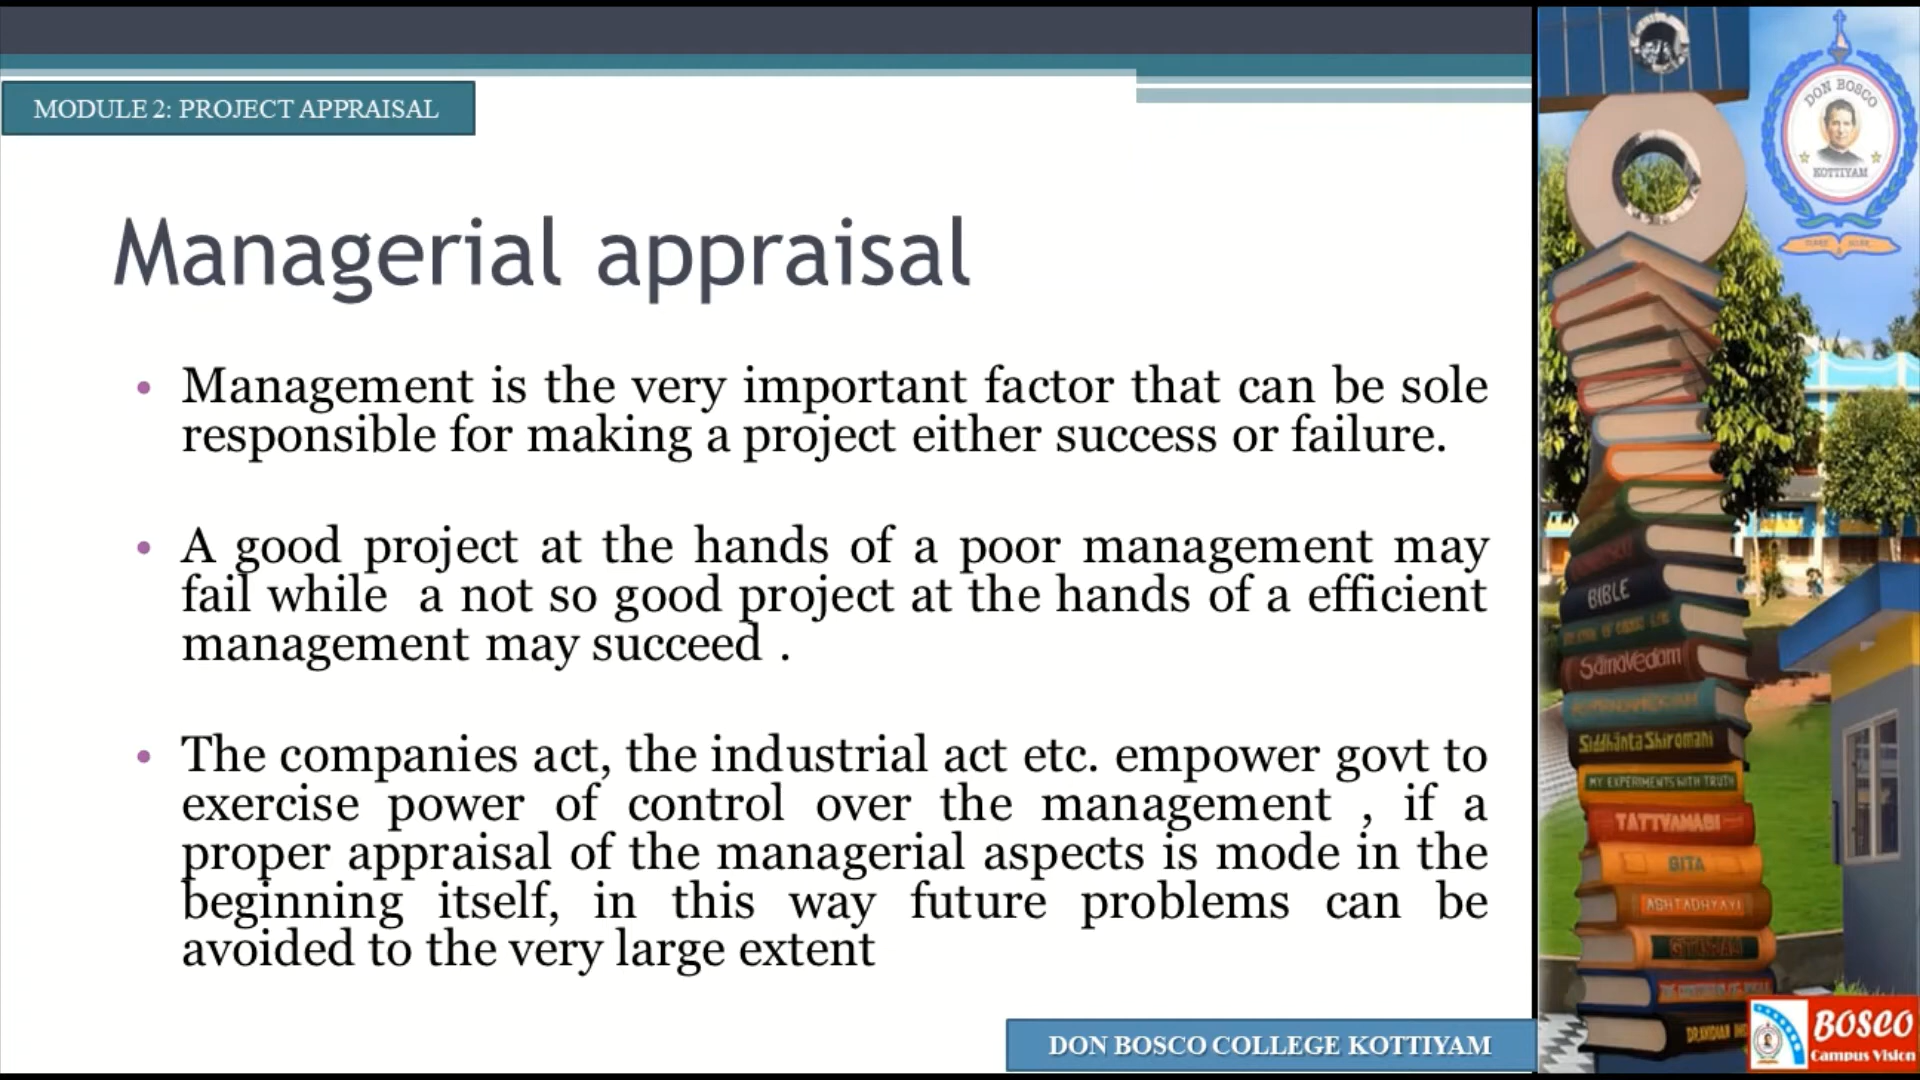 MODULE 2: PROJECT APPRAISAL
Managerial appraisal
• Management is the very important factor that can be sole
responsible for making a project either success or failure.
• A good project at the hands of a poor management may
fail while a not so good project at the hands of a efficient
management may succeed .
• The companies act, the industrial act etc. empower govt to
exercise power of control over the management , if a
proper appraisal of the managerial aspects is mode in the
beginning itself, in this way future problems can be
avoided to the very large extent
DON BOSCO COLLEGE KOTTIYAM
DON BOSCO
KOTTIYAM
BIBLE
SamaVedam
Siddhānta Shiromani
MY EXPERIMENTS WITH TRUTH
TATTVAMASI
GITA
ASHTADHYAYI
BOSCO
Campus Vision